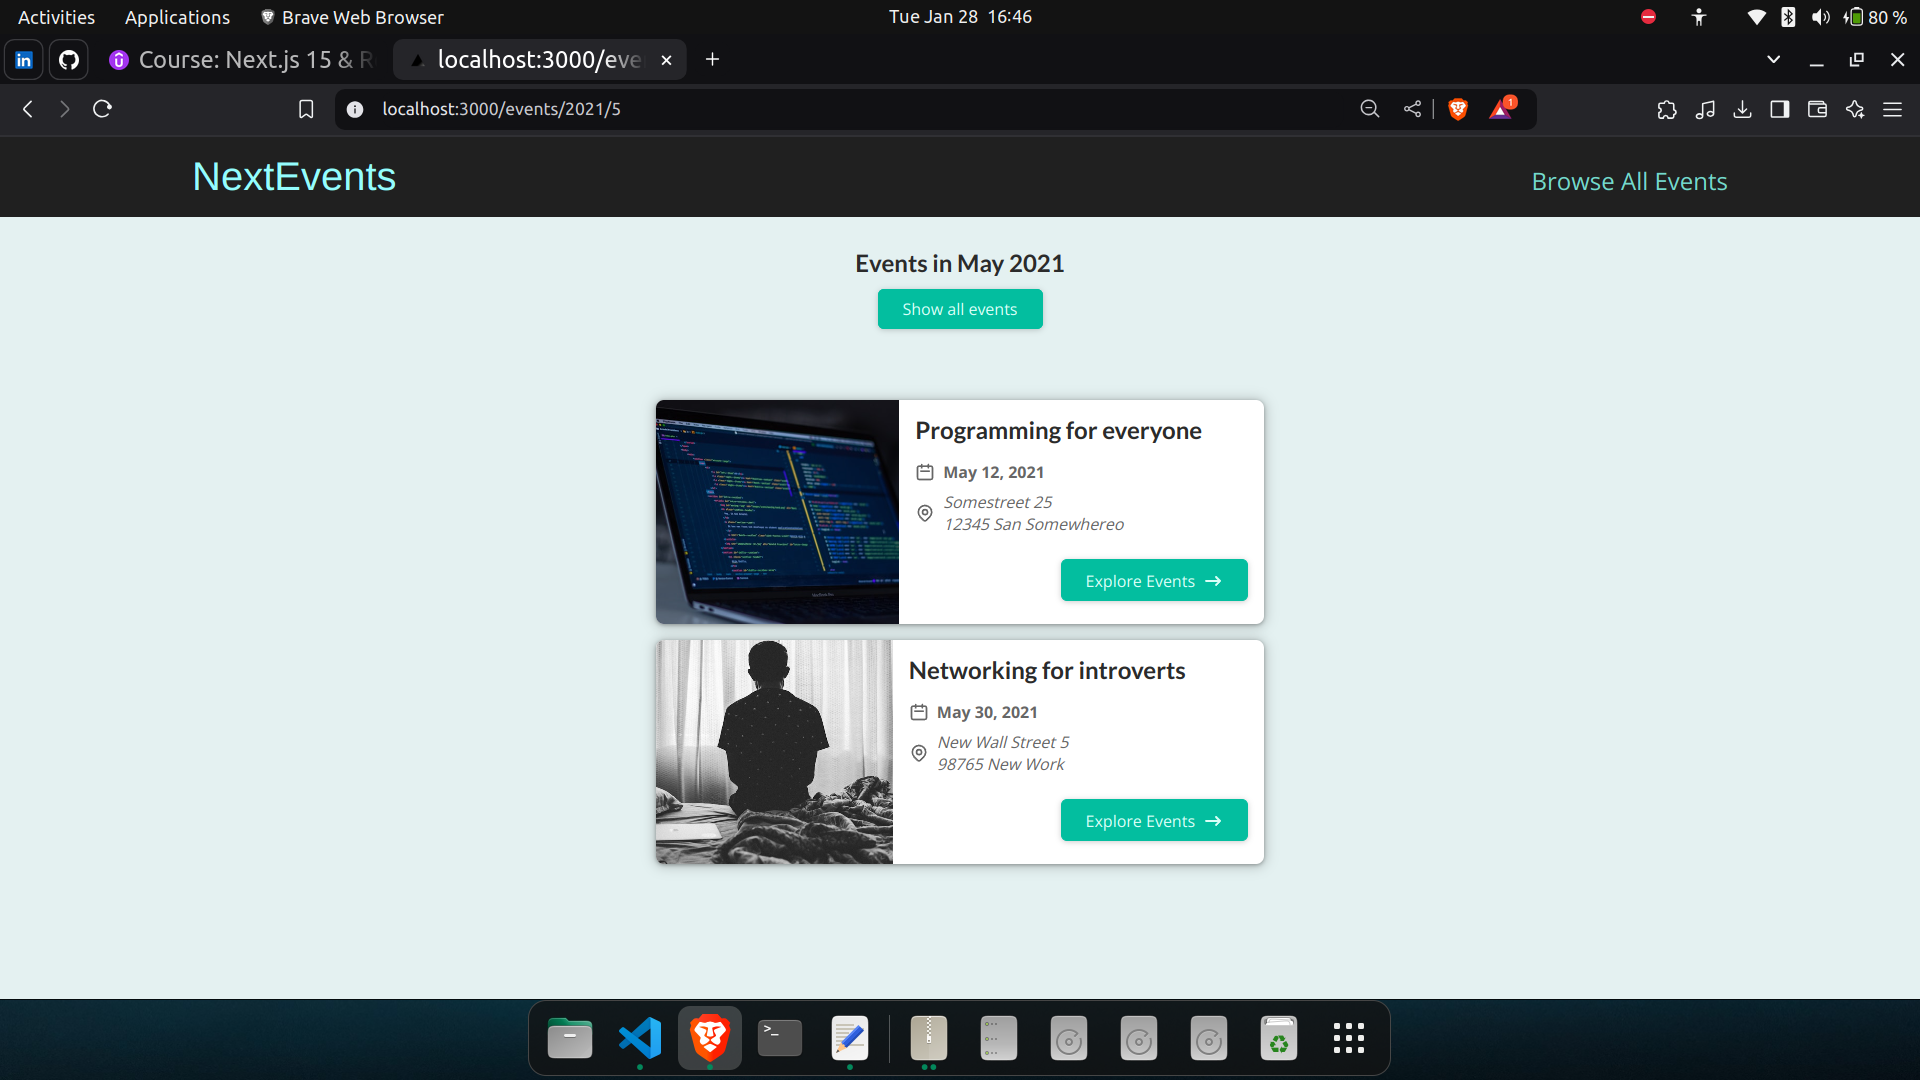 Activities
Applications
Brave Web Browser
Tue Jan 28 16:46
80 %
in
Course: Next.js 15 & R
localhost:3000/eve
localhost:3000/events/2021/5
1
NextEvents
Browse All Events
Events in May 2021
Show all events
Programming for everyone
May 12, 2021
Somestreet 25
12345 San Somewhereo
Explore Events
Networking for introverts
May 30, 2021
New Wall Street 5
98765 New Work
Explore Events
>_